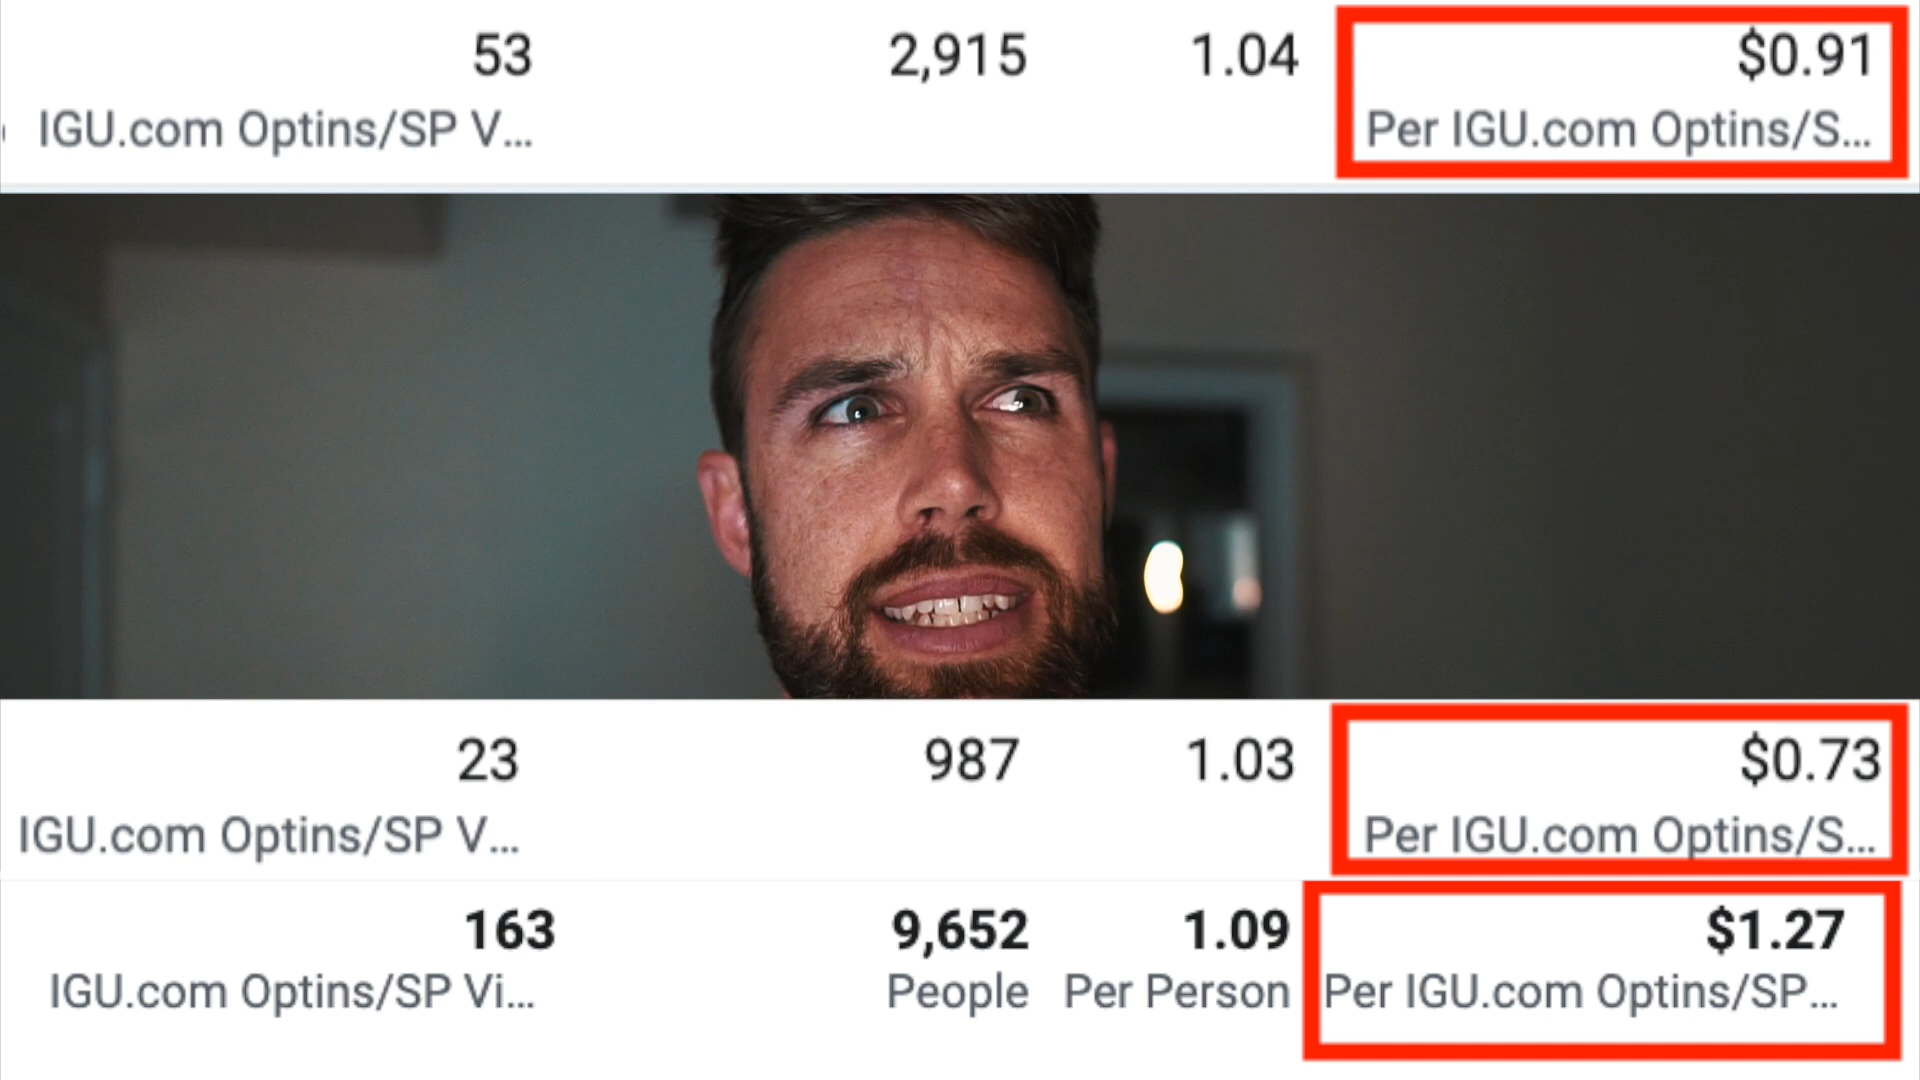 53 2,915 1.04 $0.91
IGU.com Optins/SP V... Per IGU.com Optins/S...
23 987 1.03 $0.73
IGU.com Optins/SP V... Per IGU.com Optins/S...
163 9,652 1.09 $1.27
IGU.com Optins/SP Vi... People Per Person Per IGU.com Optins/SP...